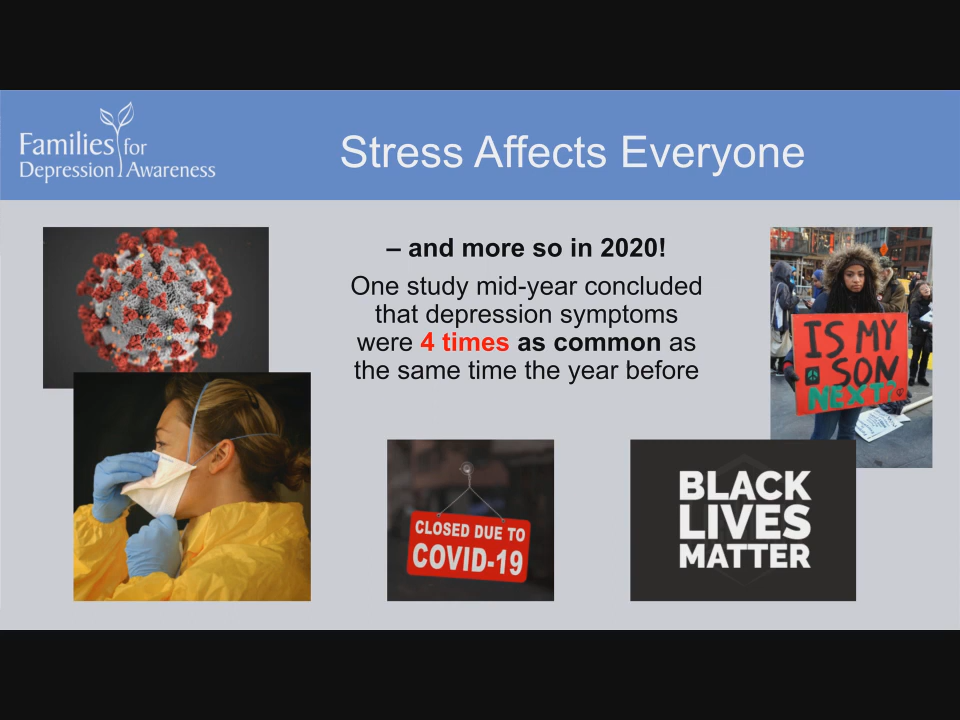 Families for
Depression Awareness
Stress Affects Everyone
– and more so in 2020!
One study mid-year concluded
that depression symptoms
were 4 times as common as
the same time the year before
IS MY
SON
NEXT?
CLOSED DUE TO
COVID-19
BLACK
LIVES
MATTER